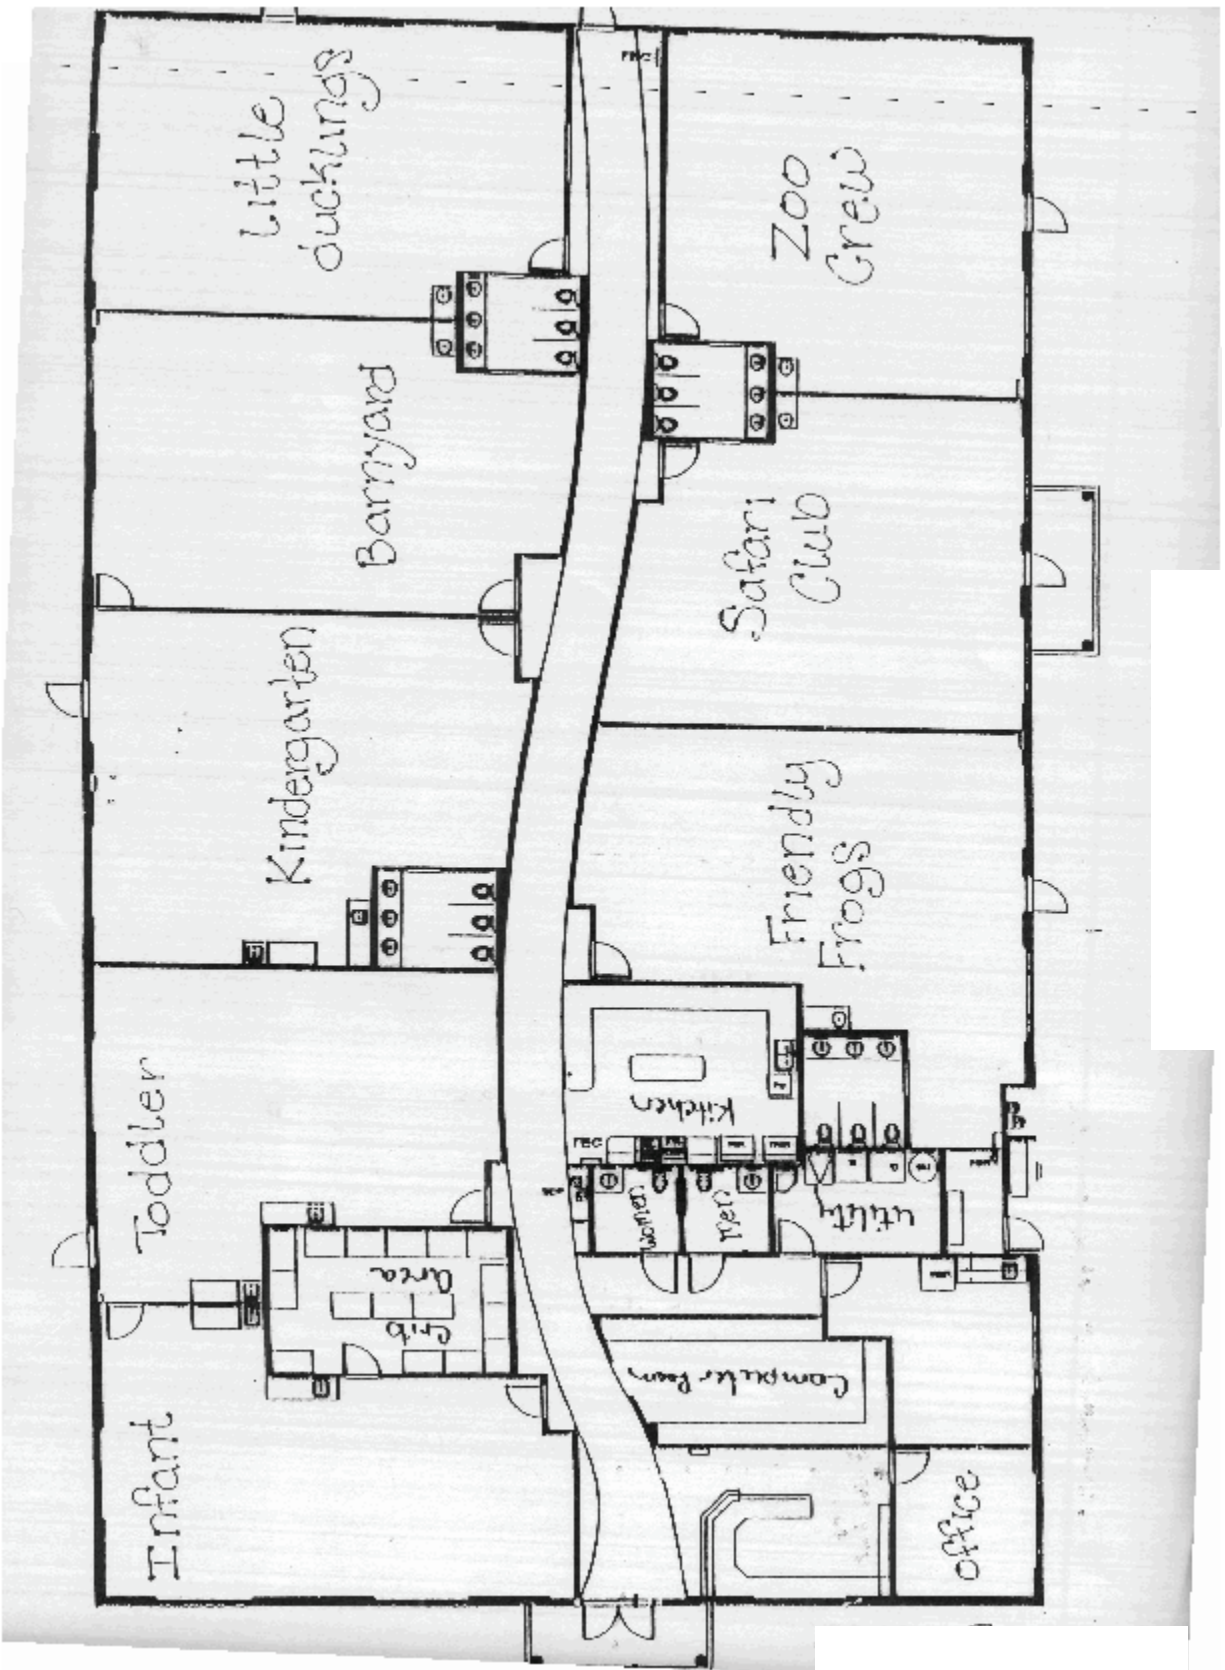 Little
ducklings
Zoo
Crew
Barnyard
Safari
Club
Kindergarten
Friendly
Frogs
Toddler
Kitchen
Women
Men
Utility
Crib
Area
Computer Room
Infant
Office